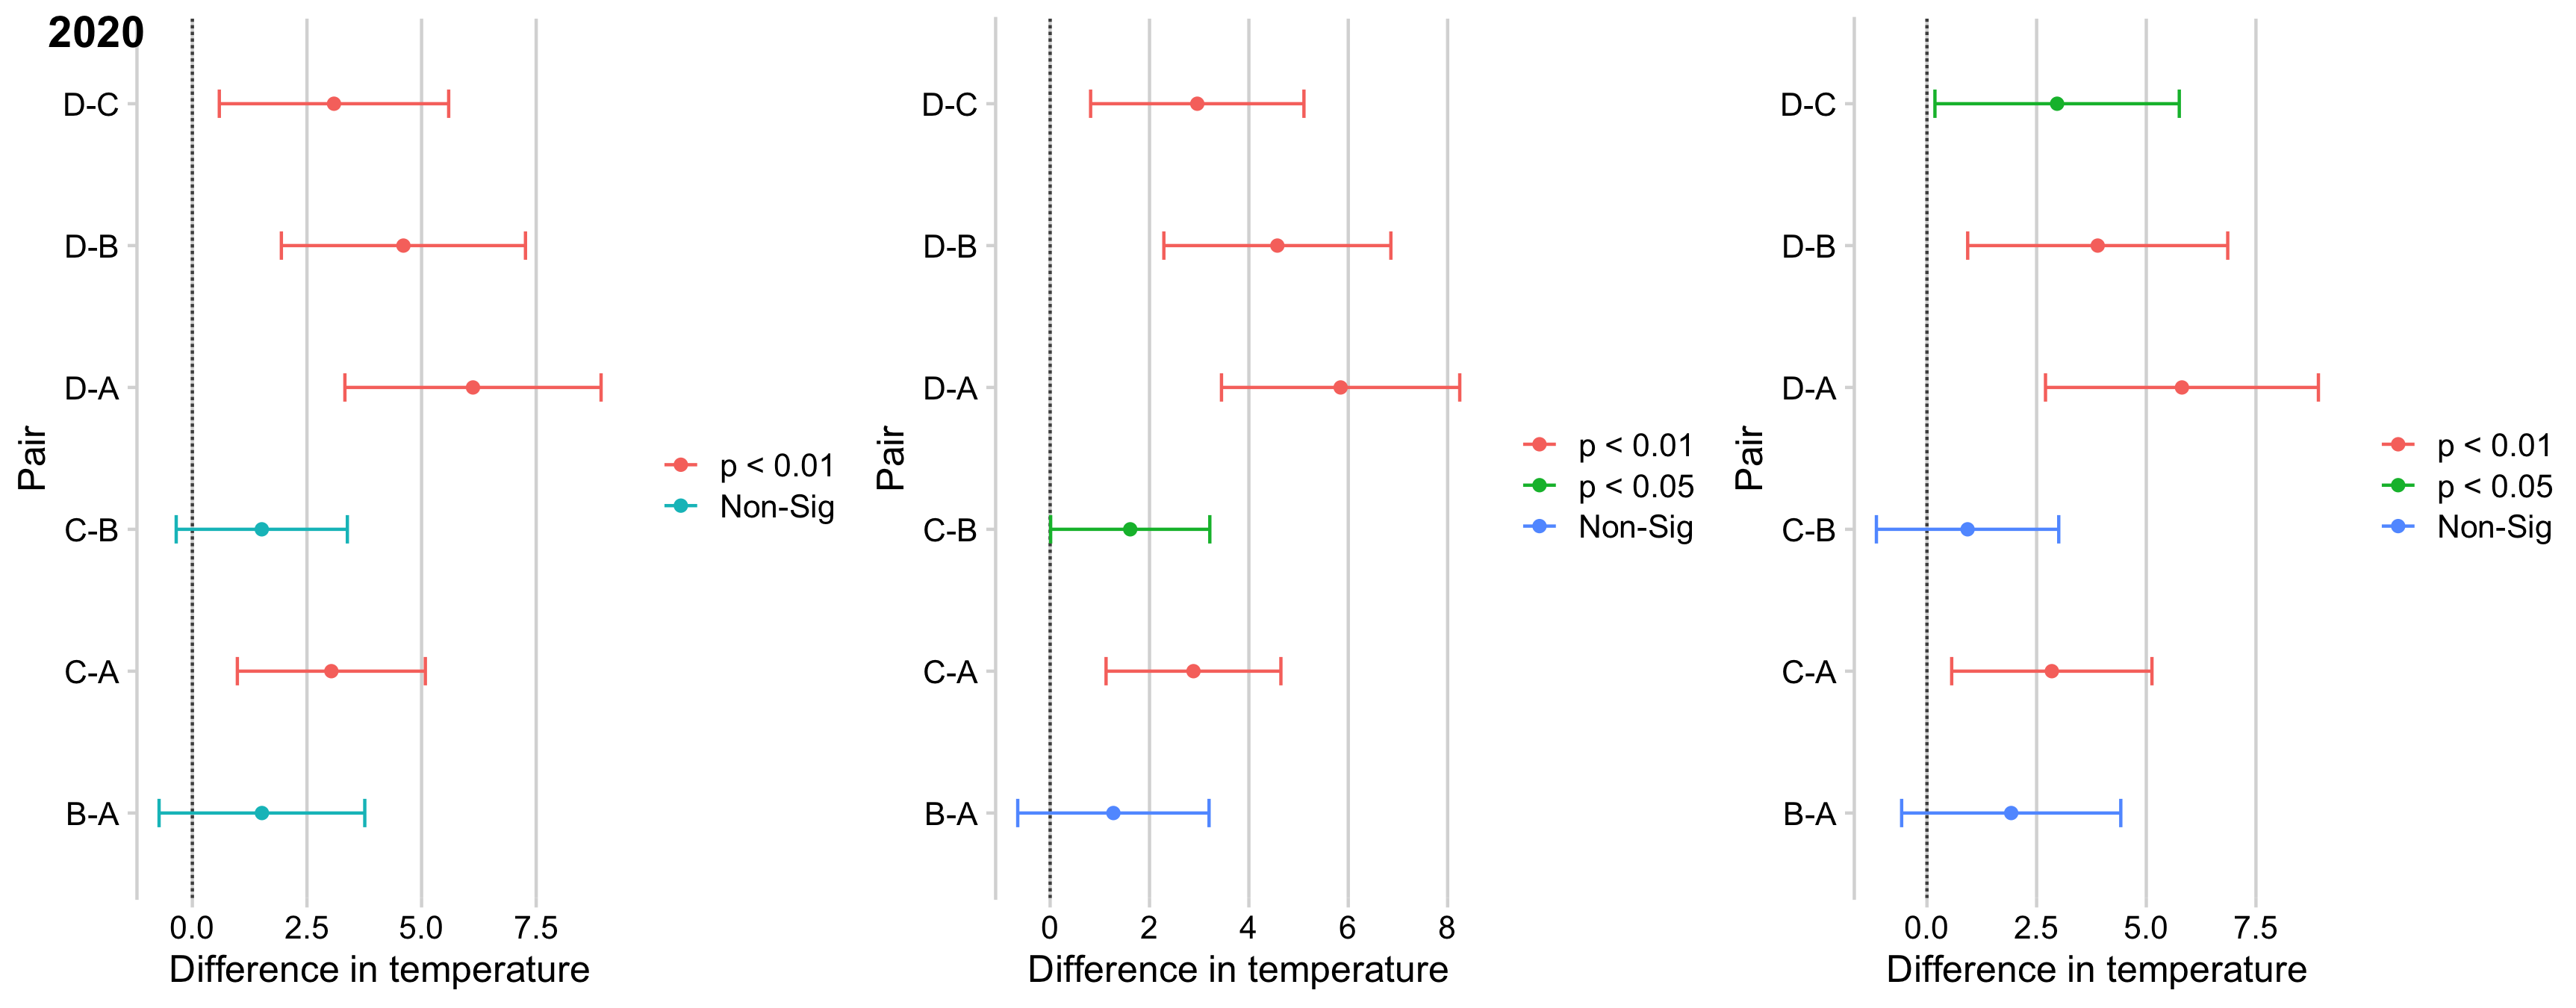 2020
D-C
D-B
D-A
C-B
C-A
B-A
Pair
0.0 2.5 5.0 7.5
Difference in temperature
p < 0.01
Non-Sig
D-C
D-B
D-A
C-B
C-A
B-A
Pair
0 2 4 6 8
Difference in temperature
p < 0.01
p < 0.05
Non-Sig
D-C
D-B
D-A
C-B
C-A
B-A
Pair
0.0 2.5 5.0 7.5
Difference in temperature
p < 0.01
p < 0.05
Non-Sig